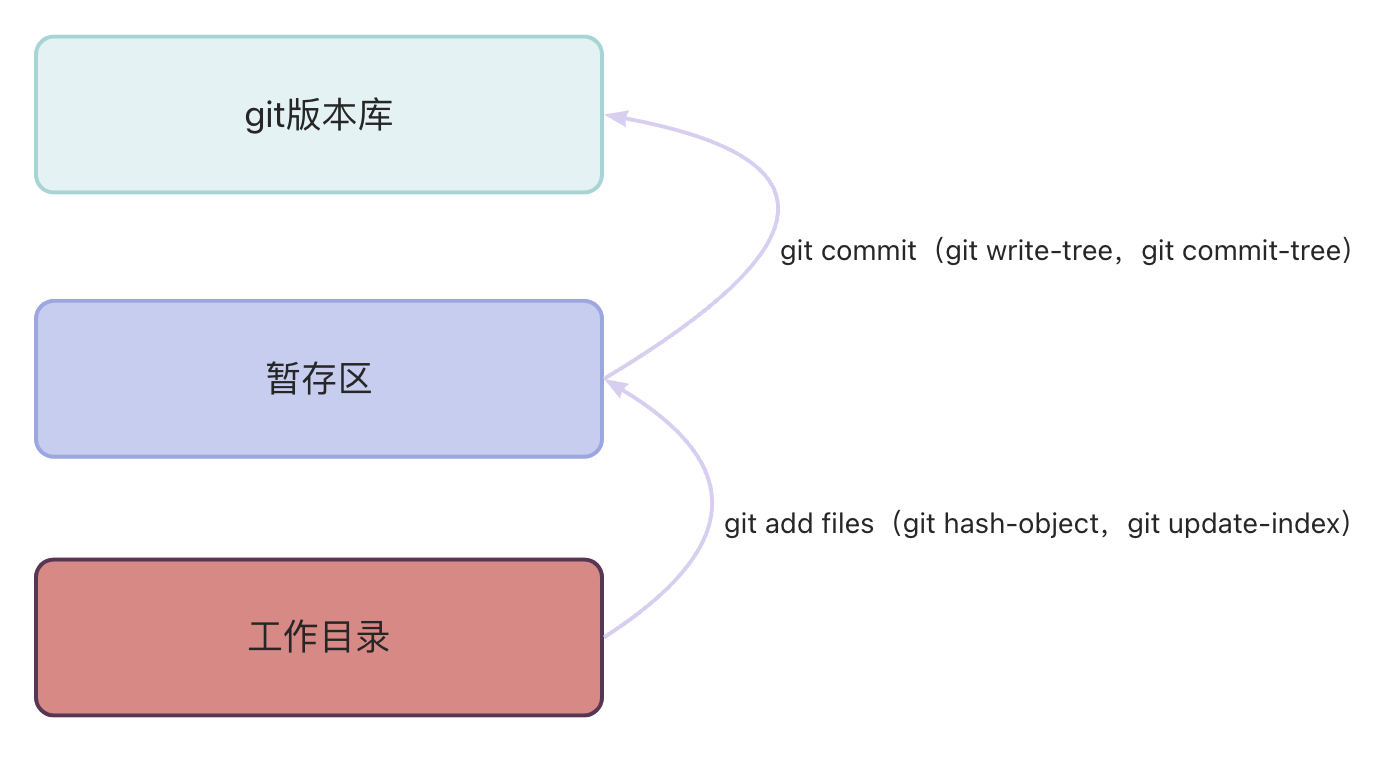 git版本库
git commit（git write-tree，git commit-tree）
暂存区
git add files（git hash-object，git update-index）
工作目录